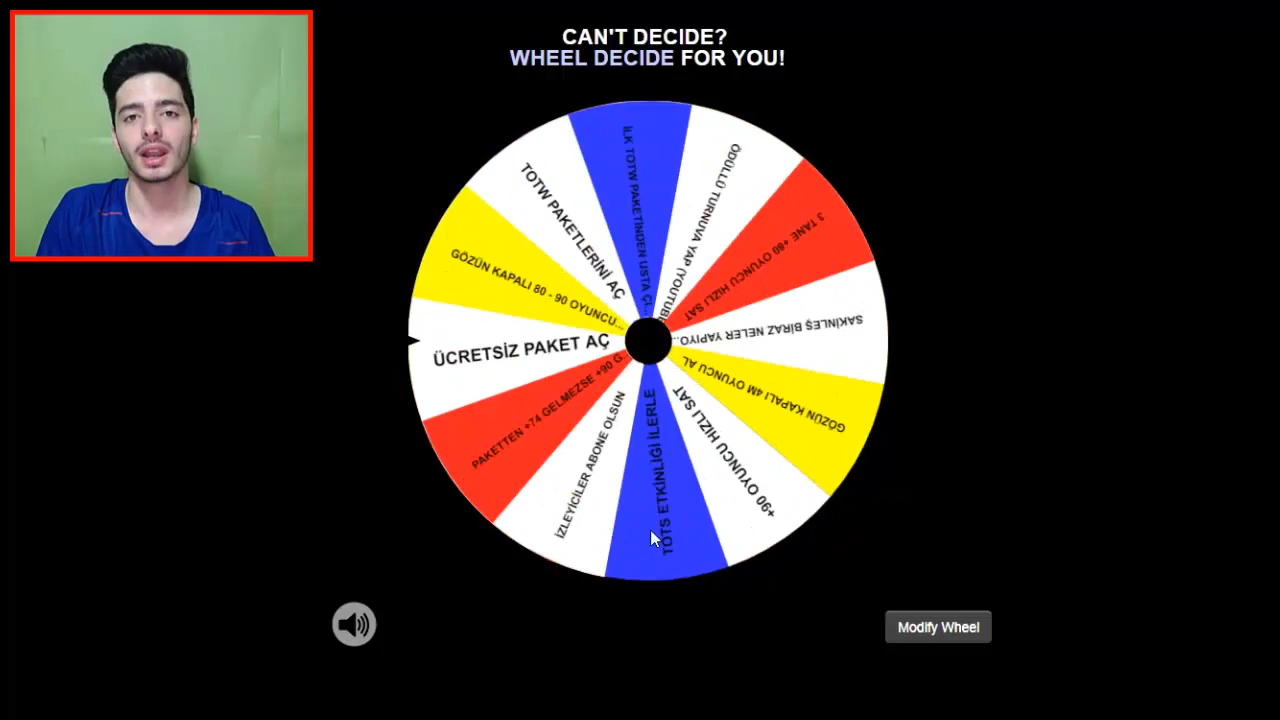 CAN'T DECIDE?
WHEEL DECIDE FOR YOU!
İLK TOTW PAKETİNDEN USTA ÇI...
ÖDÜLLÜ TURNUVA YAP (YOUTUBE
3 TANE +80 OYUNCU HIZLI SAT
SAKİNLEŞ BİRAZ NELER YAPIYO...
GÖZÜN KAPALI 4M OYUNCU AL
+90 OYUNCU HIZLI SAT
TOTS ETKİNLİĞİ İLERLE
İZLEYİCİLER ABONE OLSUN
PAKETTEN +74 GELMEZSE +90 G...
ÜCRETSİZ PAKET AÇ
GÖZÜN KAPALI 80 - 90 OYUNCU...
TOTW PAKETLERİNİ AÇ
Modify Wheel